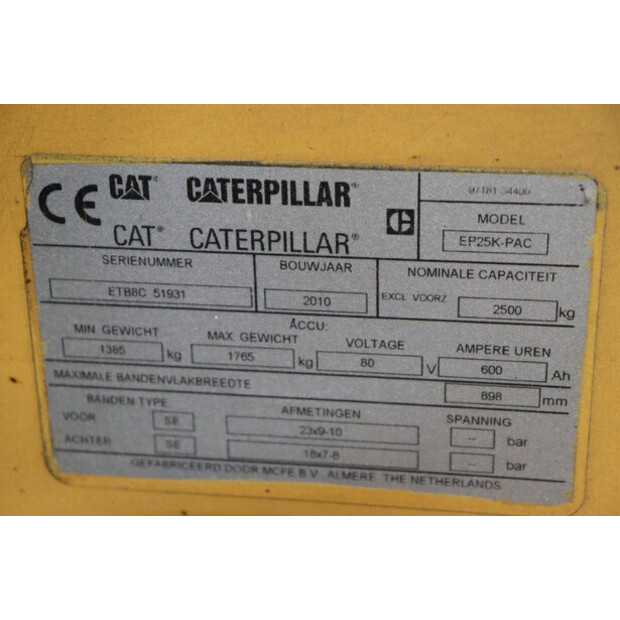 CE CAT® CATERPILLAR® 97181-34400
CAT® CATERPILLAR® MODEL
EP25K-PAC
SERIENUMMER BOUWJAAR NOMINALE CAPACITEIT
ETB8C 51931 2010 EXCL VOORZ 2500 kg
ACCU:
MIN GEWICHT MAX. GEWICHT VOLTAGE AMPERE UREN
1385 kg 1765 kg 80 V 600 Ah
MAXIMALE BANDENVLAKBREEDTE 898 mm
BANDEN TYPE AFMETINGEN SPANNING
VOOR SE 23x9-10 -- bar
ACHTER SE 18x7-8 -- bar
GEFABRICEERD DOOR MCFE B.V. ALMERE THE NETHERLANDS